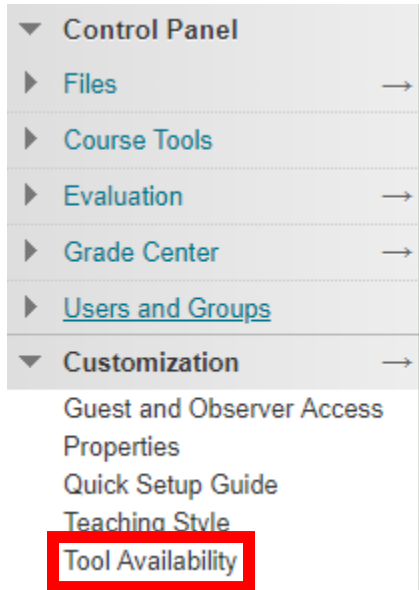 Control Panel
Files
Course Tools
Evaluation
Grade Center
Users and Groups
Customization
Guest and Observer Access
Properties
Quick Setup Guide
Teaching Style
Tool Availability